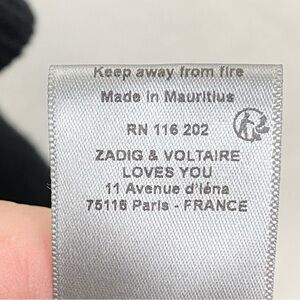 Keep away from fire
Made in Mauritius
RN 116 202
ZADIG & VOLTAIRE
LOVES YOU
11 Avenue d'Iéna
75116 Paris - FRANCE